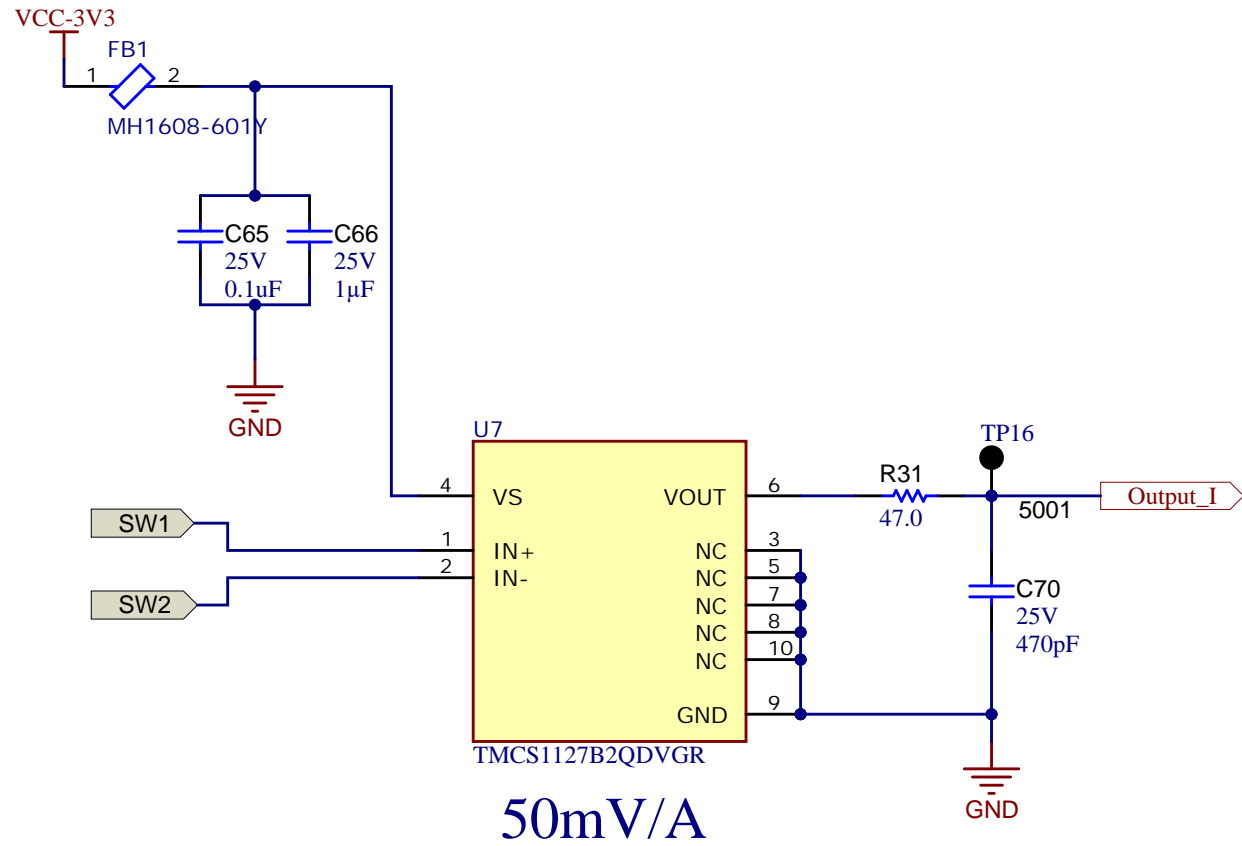 VCC-3V3
FB1
1 2
MH1608-601Y
C65
25V
0.1uF
C66
25V
1µF
GND
U7
4 VS
1 IN+
2 IN-
VOUT 6
NC 3
NC 5
NC 7
NC 8
NC 10
GND 9
TMCS1127B2QDVGR
50mV/A
SW1
SW2
R31
47.0
TP16
5001
Output_I
C70
25V
470pF
GND